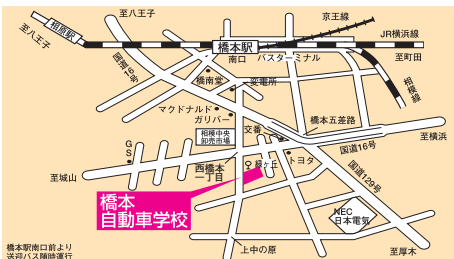 至八王子
京王線
相原駅
至八王子
橋本駅
JR横浜線
南口
バスターミナル
至町田
国道16号
橋南堂
変電所
相模線
マクドナルド
ガリバー
橋本五差路
交番
至横浜
相模中央
卸売市場
GS
国道16号
西橋本
一丁目
緑ヶ丘
トヨタ
国道129号
至城山
橋本
自動車学校
NEC
日本電気
橋本駅南口前より
送迎バス随時運行
上中の原
至厚木